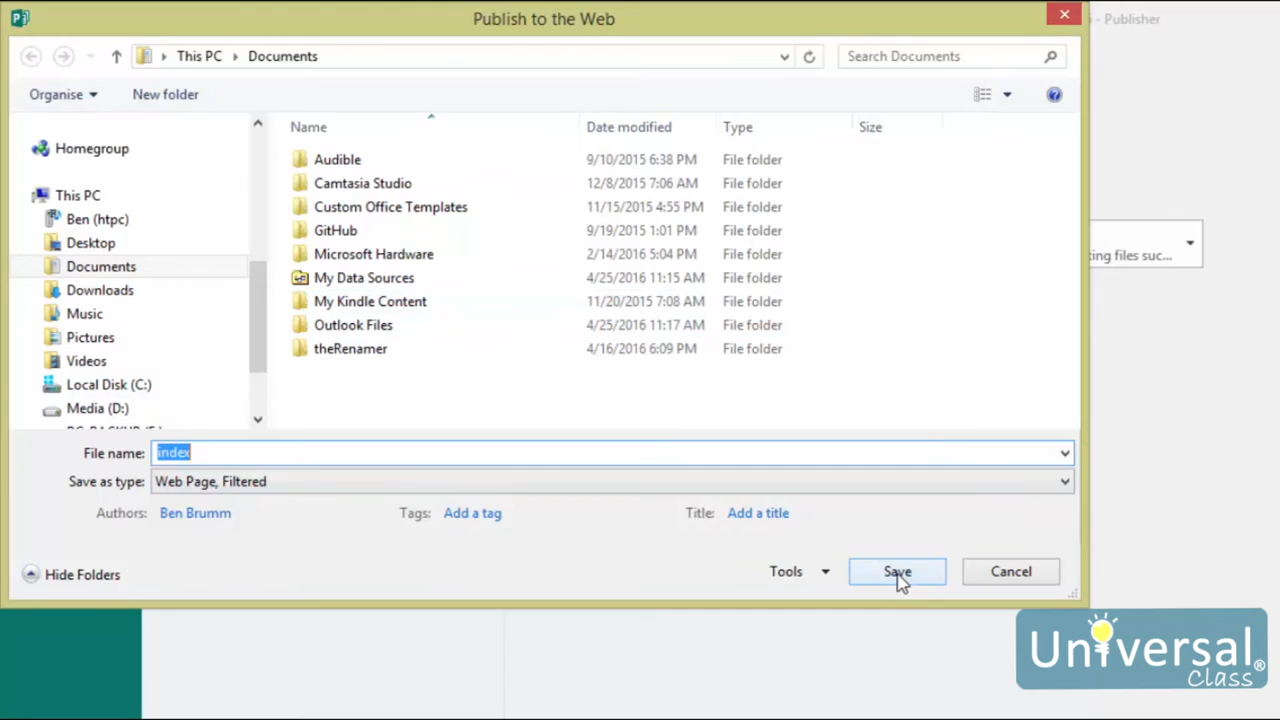 Publish to the Web
- Publisher
This PC Documents
Search Documents
Organise New folder
Name Date modified Type Size
Homegroup
This PC
Ben (htpc)
Desktop
Documents
Downloads
Music
Pictures
Videos
Local Disk (C:)
Media (D:)
Audible 9/10/2015 6:38 PM File folder
Camtasia Studio 12/8/2015 7:06 AM File folder
Custom Office Templates 11/15/2015 4:55 PM File folder
GitHub 9/19/2015 1:01 PM File folder
Microsoft Hardware 2/14/2016 5:04 PM File folder
My Data Sources 4/25/2016 11:15 AM File folder
My Kindle Content 11/20/2015 7:08 AM File folder
Outlook Files 4/25/2016 11:17 AM File folder
theRenamer 4/16/2016 6:09 PM File folder
ting files suc...
File name: index
Save as type: Web Page, Filtered
Authors: Ben Brumm Tags: Add a tag Title: Add a title
Hide Folders Tools Save Cancel
Universal
Class®